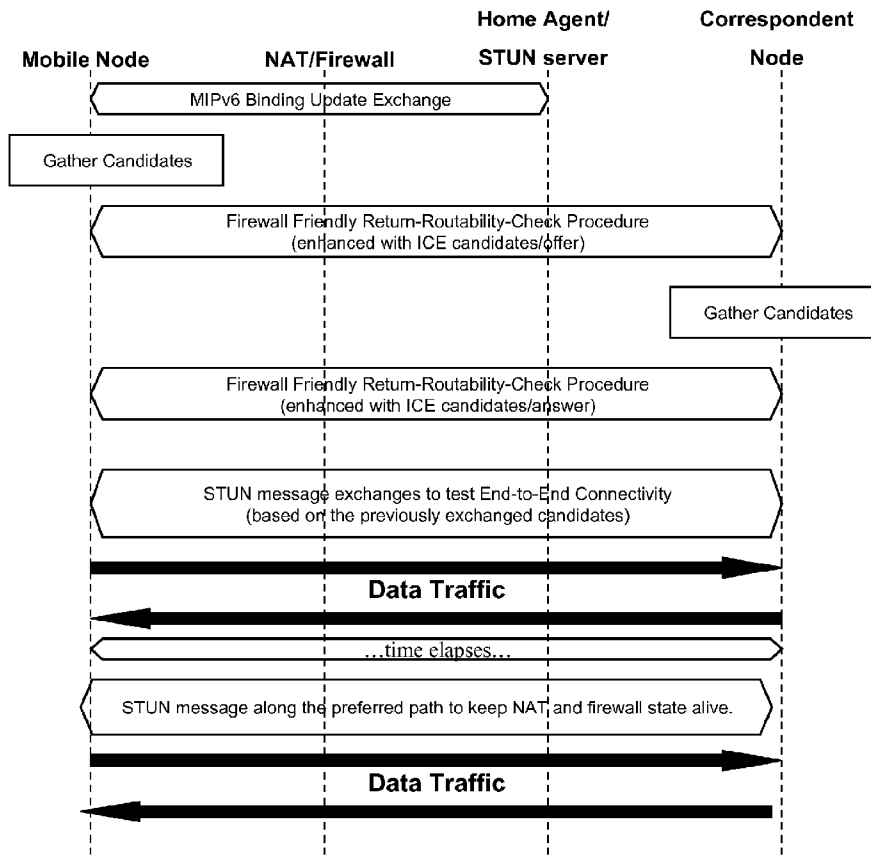 Home Agent/
Correspondent
Mobile Node
NAT/Firewall
STUN server
Node
MIPv6 Binding Update Exchange
Gather Candidates
Firewall Friendly Return-Routability-Check Procedure
(enhanced with ICE candidates/offer)
Gather Candidates
Firewall Friendly Return-Routability-Check Procedure
(enhanced with ICE candidates/answer)
STUN message exchanges to test End-to-End Connectivity
(based on the previously exchanged candidates)
Data Traffic
...time elapses...
STUN message along the preferred path to keep NAT and firewall state alive.
Data Traffic